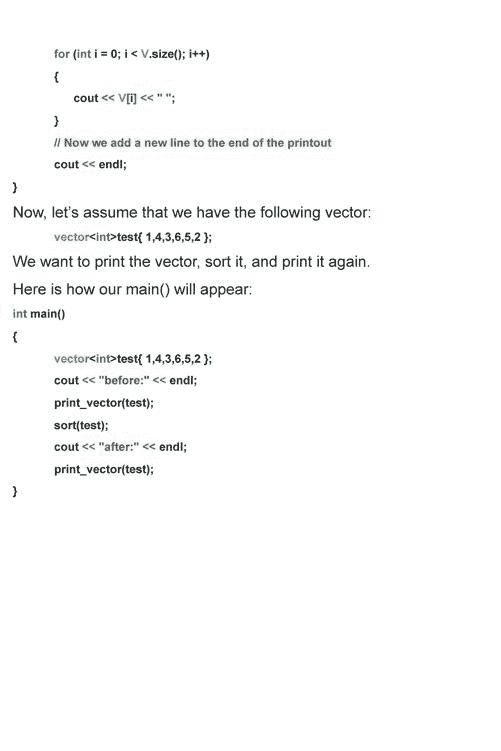 for (int i = 0; i < V.size(); i++)
{
cout << V[i] << " ";
}
// Now we add a new line to the end of the printout
cout << endl;
}
Now, let’s assume that we have the following vector:
vector<int>test{ 1,4,3,6,5,2 };
We want to print the vector, sort it, and print it again.
Here is how our main() will appear:
int main()
{
vector<int>test{ 1,4,3,6,5,2 };
cout << "before:" << endl;
print_vector(test);
sort(test);
cout << "after:" << endl;
print_vector(test);
}